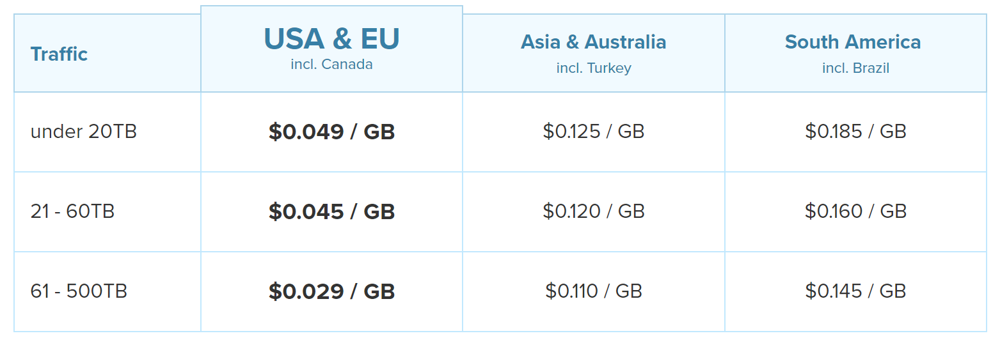 Traffic
USA & EU
incl. Canada
Asia & Australia
incl. Turkey
South America
incl. Brazil
under 20TB
$0.049 / GB
$0.125 / GB
$0.185 / GB
21 - 60TB
$0.045 / GB
$0.120 / GB
$0.160 / GB
61 - 500TB
$0.029 / GB
$0.110 / GB
$0.145 / GB